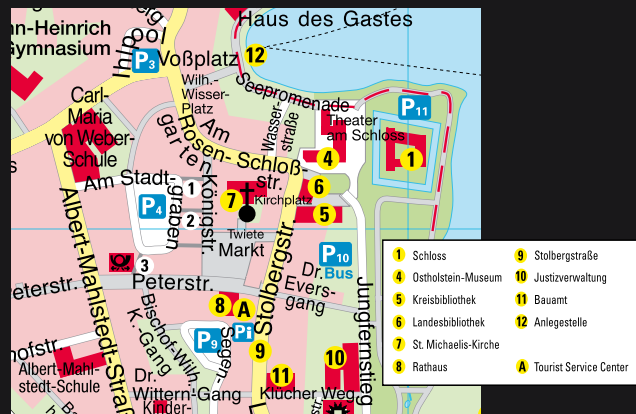 Haus des Gastes
nn-Heinrich
Gymnasium
P3
Voßplatz
12
Wilh.-
Wisser-
Platz
Seepromenade
Carl-
Maria
von Weber-
Schule
Am
Rosen-
garten
Wasser-
straße
Theater
am Schloss
P11
1
4
Schloß-
str.
6
5
7
Kirchplatz
Am Stadt-
graben
1
2
3
P4
Königstr.
Twiete
Markt
Stolbergstr.
P10
Bus
Dr.
Evers-
gang
Jungfernstieg
Albert-Mahlstedt-Straß
eterstr.
Peterstr.
8
A
Pi
P9
9
10
11
Bischof-Wilh.
K. Gang
Segen-
hofstr.
Albert-Mahl-
stedt-Schule
Dr.
Wittern-Gang
Kinder-
Klucher Weg
str.
1 Schloss
4 Ostholstein-Museum
5 Kreisbibliothek
6 Landesbibliothek
7 St. Michaelis-Kirche
8 Rathaus
9 Stolbergstraße
10 Justizverwaltung
11 Bauamt
12 Anlegestelle
A Tourist Service Center